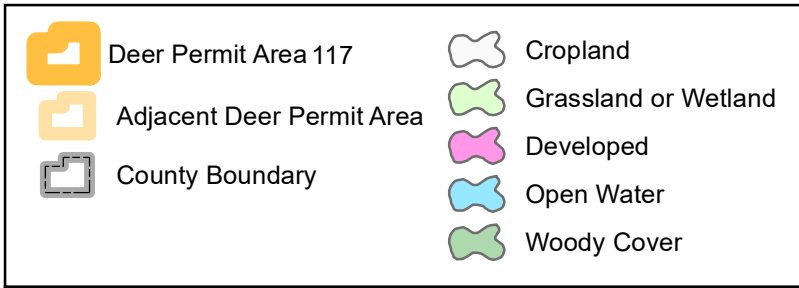 Deer Permit Area 117
Adjacent Deer Permit Area
County Boundary
Cropland
Grassland or Wetland
Developed
Open Water
Woody Cover